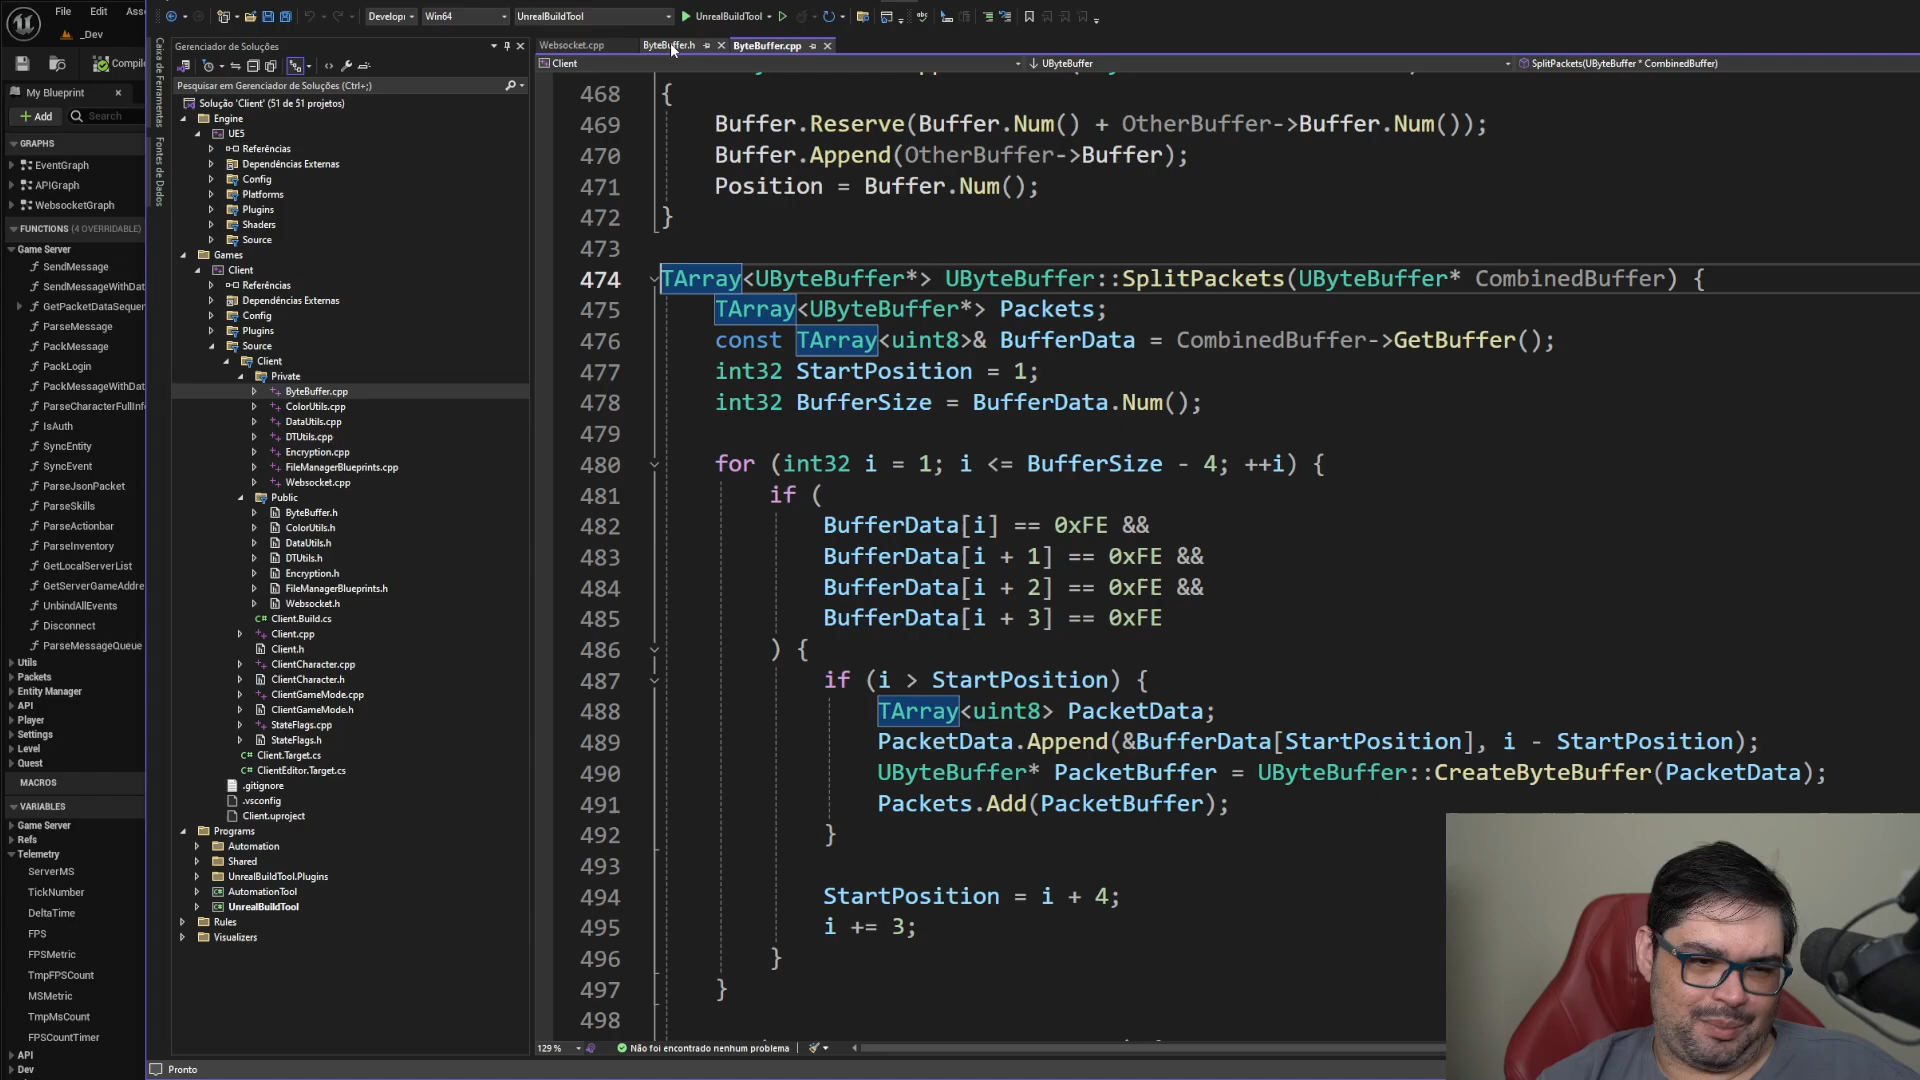 File Edit Asse
Develop Win64 UnrealBuildTool UnrealBuildTool
_Dev
Compile
My Blueprint
Add Search
GRAPHS
EventGraph
APIGraph
WebsocketGraph
FUNCTIONS (4 OVERRIDABLE)
Game Server
SendMessage
SendMessageWithDat
GetPacketDataSequen
ParseMessage
PackMessage
PackLogin
PackMessageWithDat
ParseCharacterFullInf
IsAuth
SyncEntity
SyncEvent
ParseJsonPacket
ParseSkills
ParseActionbar
ParseInventory
GetLocalServerList
GetServerGameAddre
UnbindAllEvents
Disconnect
ParseMessageQueue
Utils
Packets
Entity Manager
API
Player
Settings
Level
Quest
MACROS
VARIABLES
Game Server
Refs
Telemetry
ServerMS
TickNumber
DeltaTime
FPS
FPSMetric
TmpFPSCount
MSMetric
TmpMsCount
FPSCountTimer
API
Dev
Caixa de Ferramentas
Fontes de Dados
Gerenciador de Soluções
Pesquisar em Gerenciador de Soluções (Ctrl+;)
Solução 'Client' (51 de 51 projetos)
Engine
UE5
Referências
Dependências Externas
Config
Platforms
Plugins
Shaders
Source
Games
Client
Referências
Dependências Externas
Config
Plugins
Source
Client
Private
ByteBuffer.cpp
ColorUtils.cpp
DataUtils.cpp
DTUtils.cpp
Encryption.cpp
FileManagerBlueprints.cpp
Websocket.cpp
Public
ByteBuffer.h
ColorUtils.h
DataUtils.h
DTUtils.h
Encryption.h
FileManagerBlueprints.h
Websocket.h
Client.Build.cs
Client.cpp
Client.h
ClientCharacter.cpp
ClientCharacter.h
ClientGameMode.cpp
ClientGameMode.h
StateFlags.cpp
StateFlags.h
Client.Target.cs
ClientEditor.Target.cs
.gitignore
.vsconfig
Client.uproject
Programs
Automation
Shared
UnrealBuildTool.Plugins
AutomationTool
UnrealBuildTool
Rules
Visualizers
Websocket.cpp ByteBuffer.h ByteBuffer.cpp
Client UByteBuffer SplitPackets(UByteBuffer * CombinedBuffer)
468 {
469 Buffer.Reserve(Buffer.Num() + OtherBuffer->Buffer.Num());
470 Buffer.Append(OtherBuffer->Buffer);
471 Position = Buffer.Num();
472 }
473
474 TArray<UByteBuffer*> UByteBuffer::SplitPackets(UByteBuffer* CombinedBuffer) {
475 TArray<UByteBuffer*> Packets;
476 const TArray<uint8>& BufferData = CombinedBuffer->GetBuffer();
477 int32 StartPosition = 1;
478 int32 BufferSize = BufferData.Num();
479
480 for (int32 i = 1; i <= BufferSize - 4; ++i) {
481 if (
482 BufferData[i] == 0xFE &&
483 BufferData[i + 1] == 0xFE &&
484 BufferData[i + 2] == 0xFE &&
485 BufferData[i + 3] == 0xFE
486 ) {
487 if (i > StartPosition) {
488 TArray<uint8> PacketData;
489 PacketData.Append(&BufferData[StartPosition], i - StartPosition);
490 UByteBuffer* PacketBuffer = UByteBuffer::CreateByteBuffer(PacketData);
491 Packets.Add(PacketBuffer);
492 }
493
494 StartPosition = i + 4;
495 i += 3;
496 }
497 }
498
129 % Não foi encontrado nenhum problema
Pronto